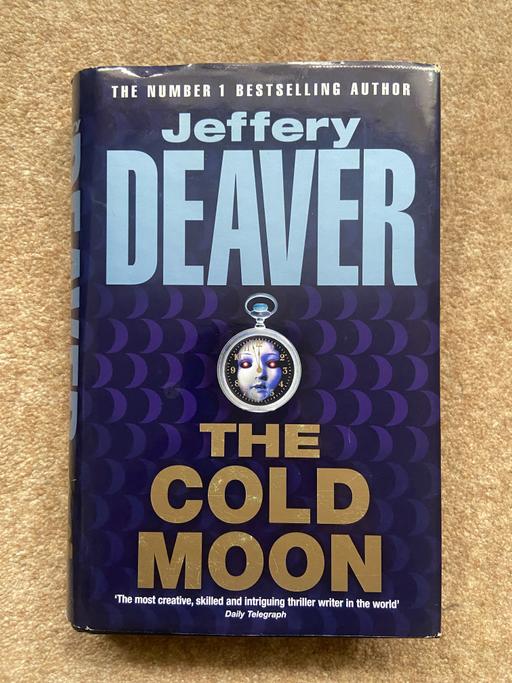 THE NUMBER 1 BESTSELLING AUTHOR
Jeffery
DEAVER
THE
COLD
MOON
'The most creative, skilled and intriguing thriller writer in the world'
Daily Telegraph